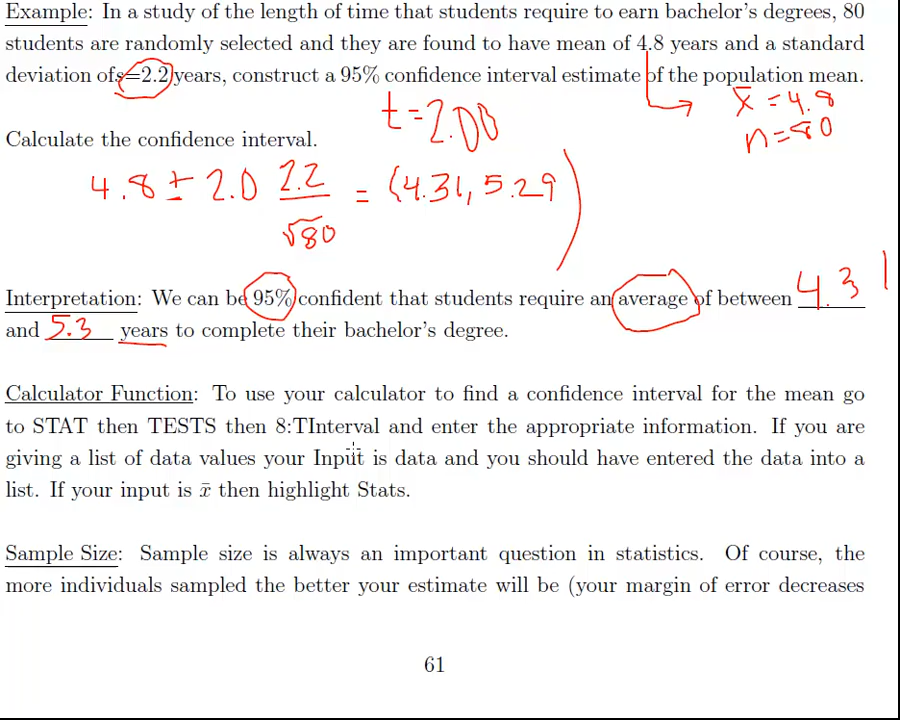 Example: In a study of the length of time that students require to earn bachelor's degrees, 80
students are randomly selected and they are found to have mean of 4.8 years and a standard
deviation of s=2.2 years, construct a 95% confidence interval estimate of the population mean.
x̄ = 4.8
t = 2.00
n = 80
Calculate the confidence interval.
4.8 ± 2.0 2.2/√80 = (4.31, 5.29)
Interpretation: We can be 95% confident that students require an average of between 4.31
and 5.3 years to complete their bachelor's degree.
Calculator Function: To use your calculator to find a confidence interval for the mean go
to STAT then TESTS then 8:TInterval and enter the appropriate information. If you are
giving a list of data values your Input is data and you should have entered the data into a
list. If your input is x̄ then highlight Stats.
Sample Size: Sample size is always an important question in statistics. Of course, the
more individuals sampled the better your estimate will be (your margin of error decreases
61